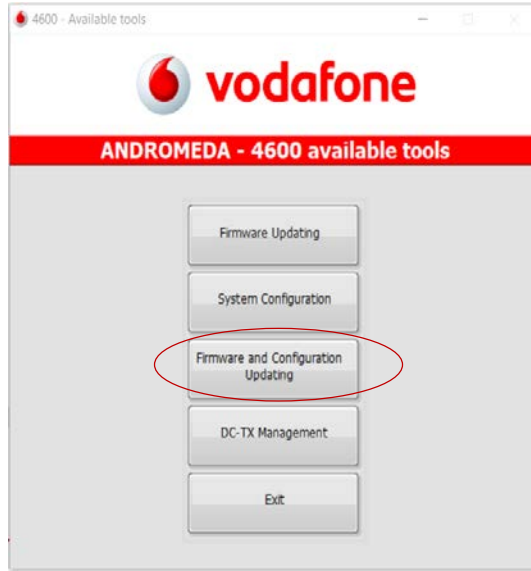 4600 - Available tools
vodafone
ANDROMEDA - 4600 available tools
Firmware Updating
System Configuration
Firmware and Configuration
Updating
DC-TX Management
Exit